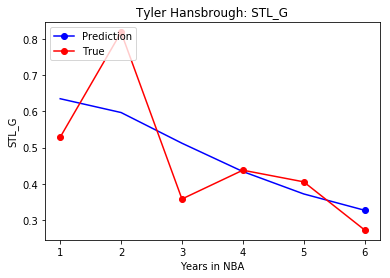 Tyler Hansbrough: STL_G
Prediction
True
0.8
0.7
0.6
0.5
0.4
0.3
STL_G
1 2 3 4 5 6
Years in NBA